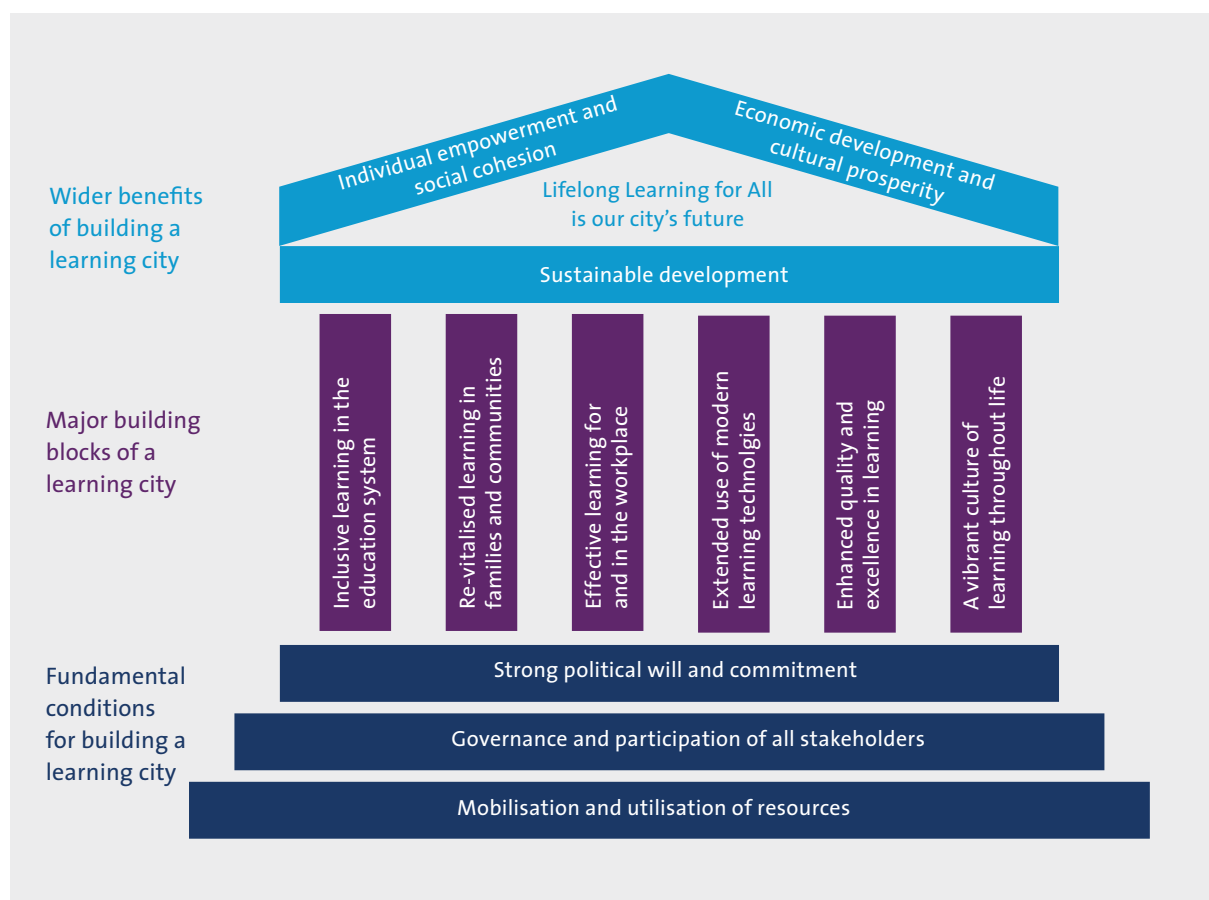 Individual empowerment and
social cohesion
Economic development and
cultural prosperity
Wider benefits
of building a
learning city
Lifelong Learning for All
is our city’s future
Sustainable development
Major building
blocks of a
learning city
Inclusive learning in the
education system
Re-vitalised learning in
families and communities
Effective learning for
and in the workplace
Extended use of modern
learning technolgies
Enhanced quality and
excellence in learning
A vibrant culture of
learning throughout life
Fundamental
conditions
for building a
learning city
Strong political will and commitment
Governance and participation of all stakeholders
Mobilisation and utilisation of resources